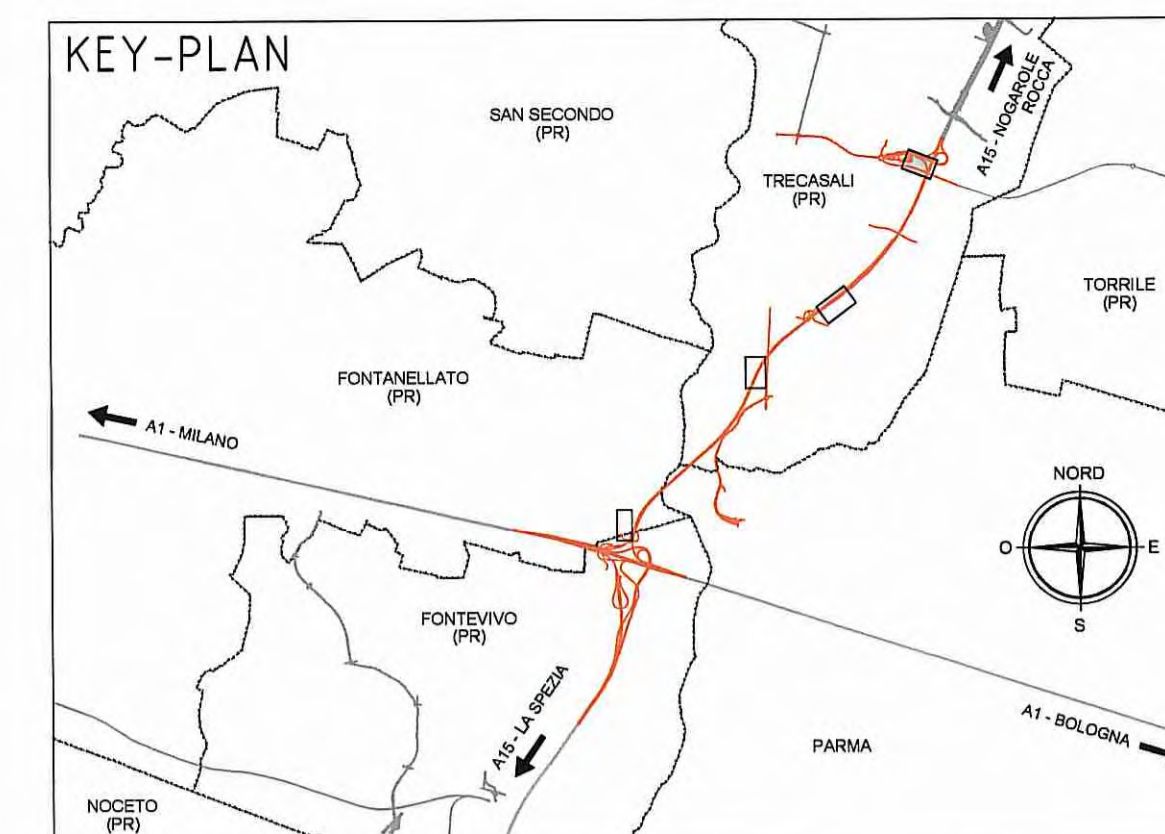 KEY-PLAN
SAN SECONDO
(PR)
A15 - NOGAROLE
ROCCA
TRECASALI
(PR)
TORRILE
(PR)
FONTANELLATO
(PR)
A1 - MILANO
NORD
O
E
S
FONTEVIVO
(PR)
A15 - LA SPEZIA
A1 - BOLOGNA
PARMA
NOCETO
(PR)